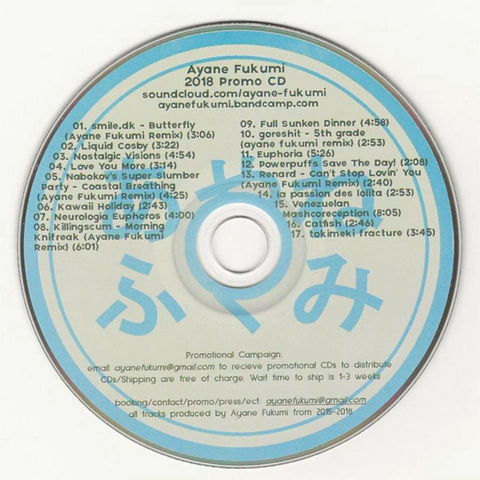 Ayane Fukumi
2018 Promo CD
soundcloud.com/ayane-fukumi
ayanefukumi.bandcamp.com
01. smile.dk - Butterfly
(Ayane Fukumi Remix) (3:06)
02. Liquid Cosby (3:22)
03. Nostalgic Visions (4:54)
04. Love You More (3:14)
05. Nabokov's Super Slumber
Party - Coastal Breathing
(Ayane Fukumi Remix) (4:25)
06. Kawaii Holiday (2:43)
07. Neurologic Euphoros (4:00)
08. Killingscum - Morning
Knifreak (Ayane Fukumi
Remix) (6:01)
09. Full Sunken Dinner (4:58)
10. goreshit - 5th grade
(ayane fukumi remix) (2:53)
11. Euphoria (5:26)
12. Powerpuffs Save The Day! (2:08)
13. Renard - Can't Stop Lovin' You
(Ayane Fukumi Remix) (2:40)
14. la passion des lolita (2:53)
15. Venezuelan
Mashcoreception (8:05)
16. Catfish (2:46)
17. tokimeki fracture (3:45)
ふくみ
Promotional Campaign:
email ayanefukumi@gmail.com to recieve promotional CDs to distribute
CDs/Shipping are free of charge. Wait time to ship is 1-3 weeks
booking/contact/promo/press/ect: ayanefukumi@gmail.com
all tracks produced by Ayane Fukumi from 2015-2018